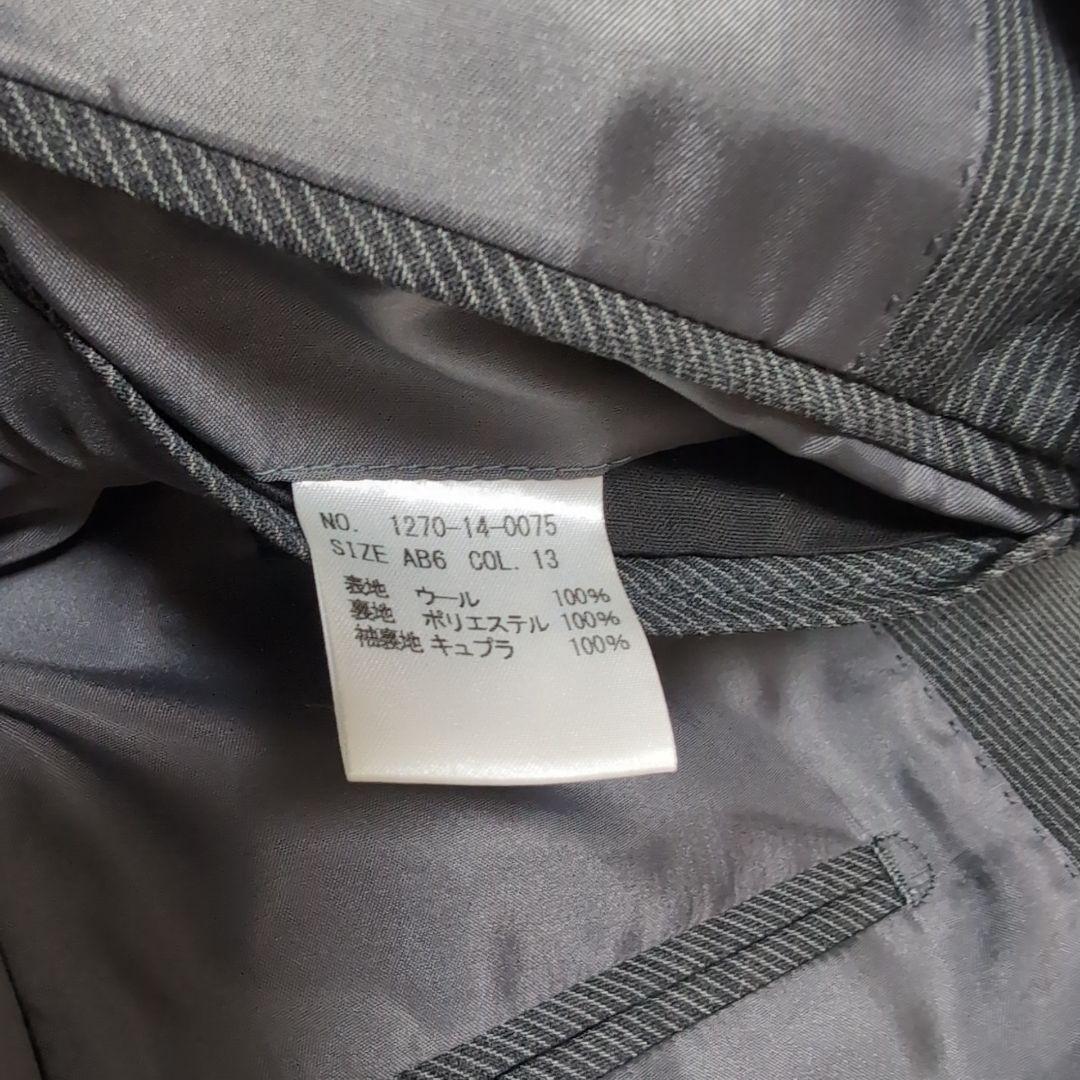 NO. 1270-14-0075
SIZE AB6 COL. 13
表地 ウール 100%
裏地 ポリエステル 100%
袖裏地 キュプラ 100%